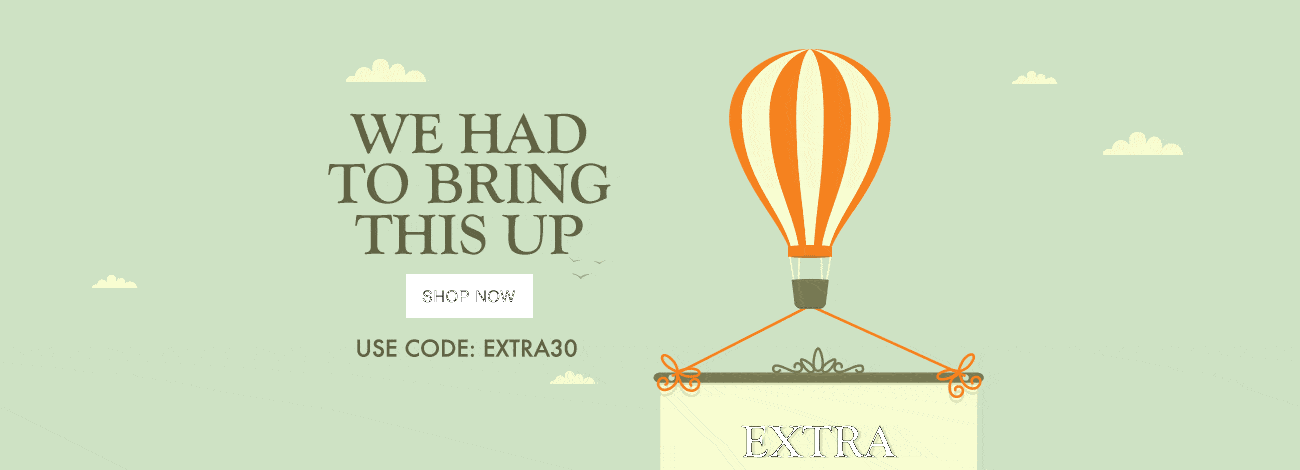 WE HAD
TO BRING
THIS UP
SHOP NOW
USE CODE: EXTRA30
EXTRA